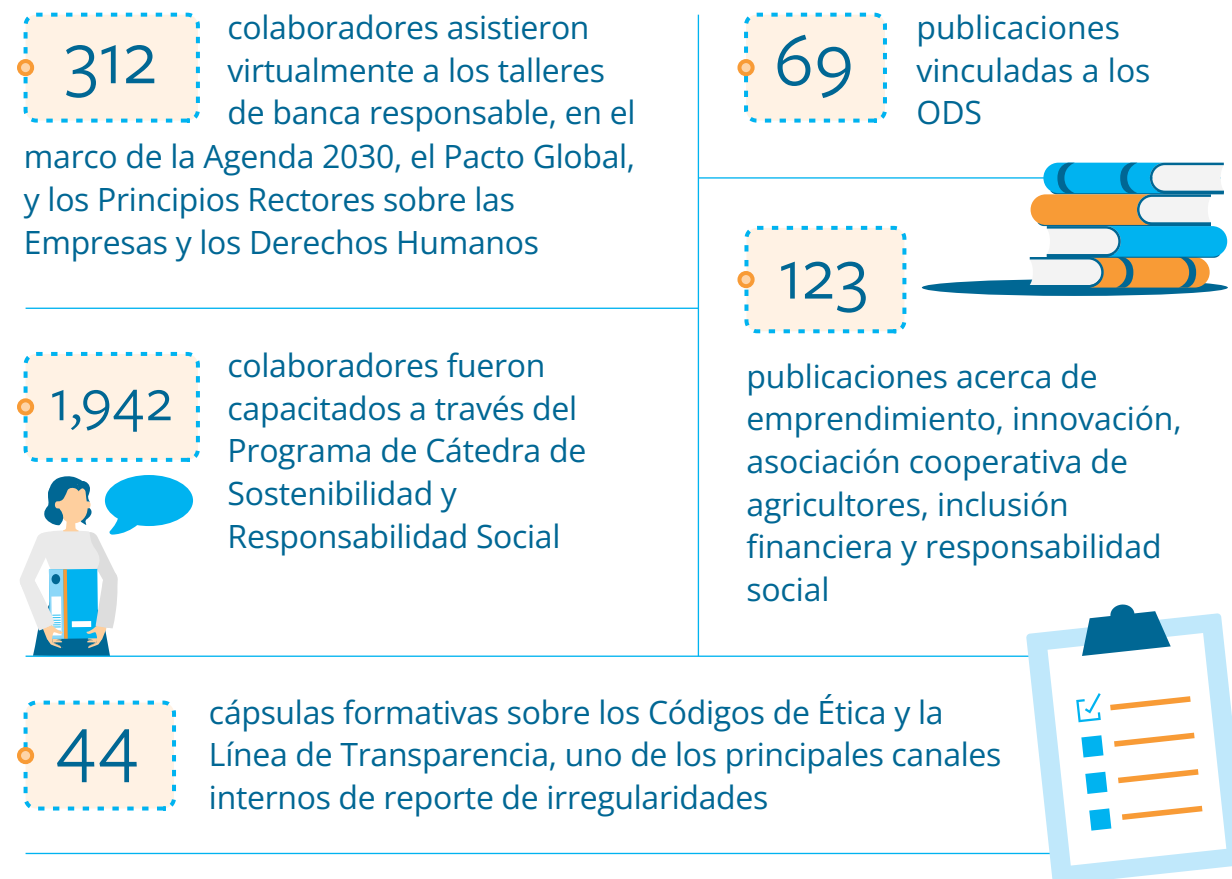 312
colaboradores asistieron
virtualmente a los talleres
de banca responsable, en el
marco de la Agenda 2030, el Pacto Global,
y los Principios Rectores sobre las
Empresas y los Derechos Humanos
1,942
colaboradores fueron
capacitados a través del
Programa de Cátedra de
Sostenibilidad y
Responsabilidad Social
69
publicaciones
vinculadas a los
ODS
123
publicaciones acerca de
emprendimiento, innovación,
asociación cooperativa de
agricultores, inclusión
financiera y responsabilidad
social
44
cápsulas formativas sobre los Códigos de Ética y la
Línea de Transparencia, uno de los principales canales
internos de reporte de irregularidades